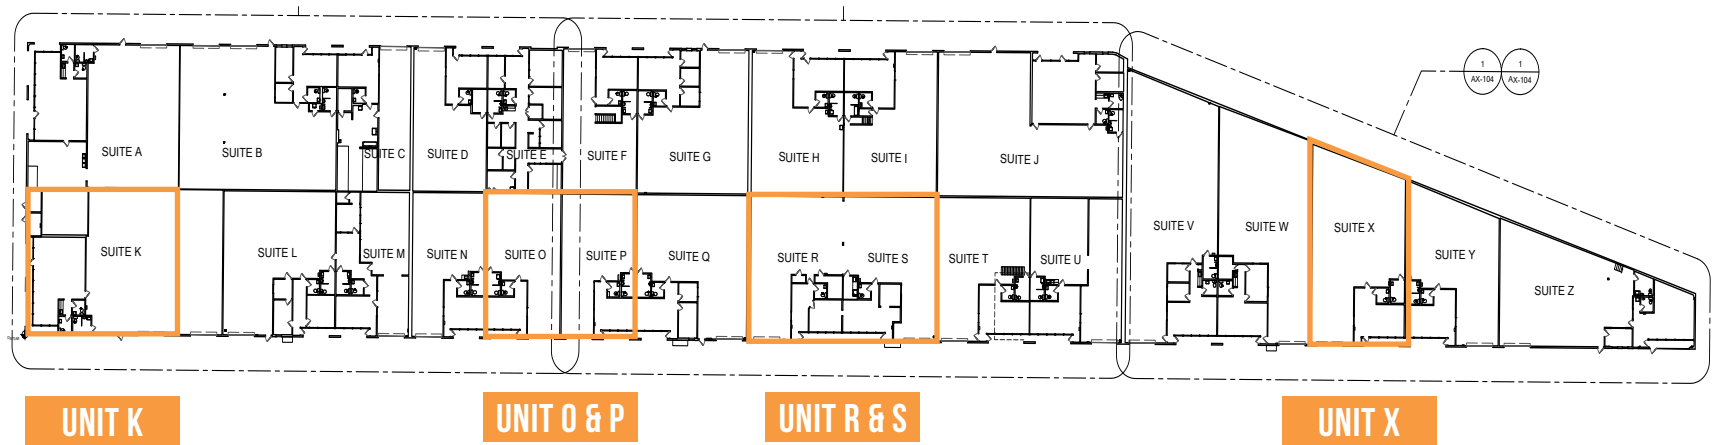 1 1
AX-104 AX-104
SUITE A SUITE B SUITE C SUITE D SUITE E SUITE F SUITE G SUITE H SUITE I SUITE J
SUITE K SUITE L SUITE M SUITE N SUITE O SUITE P SUITE Q SUITE R SUITE S SUITE T SUITE U SUITE V SUITE W SUITE X SUITE Y SUITE Z
UNIT K UNIT O & P UNIT R & S UNIT X